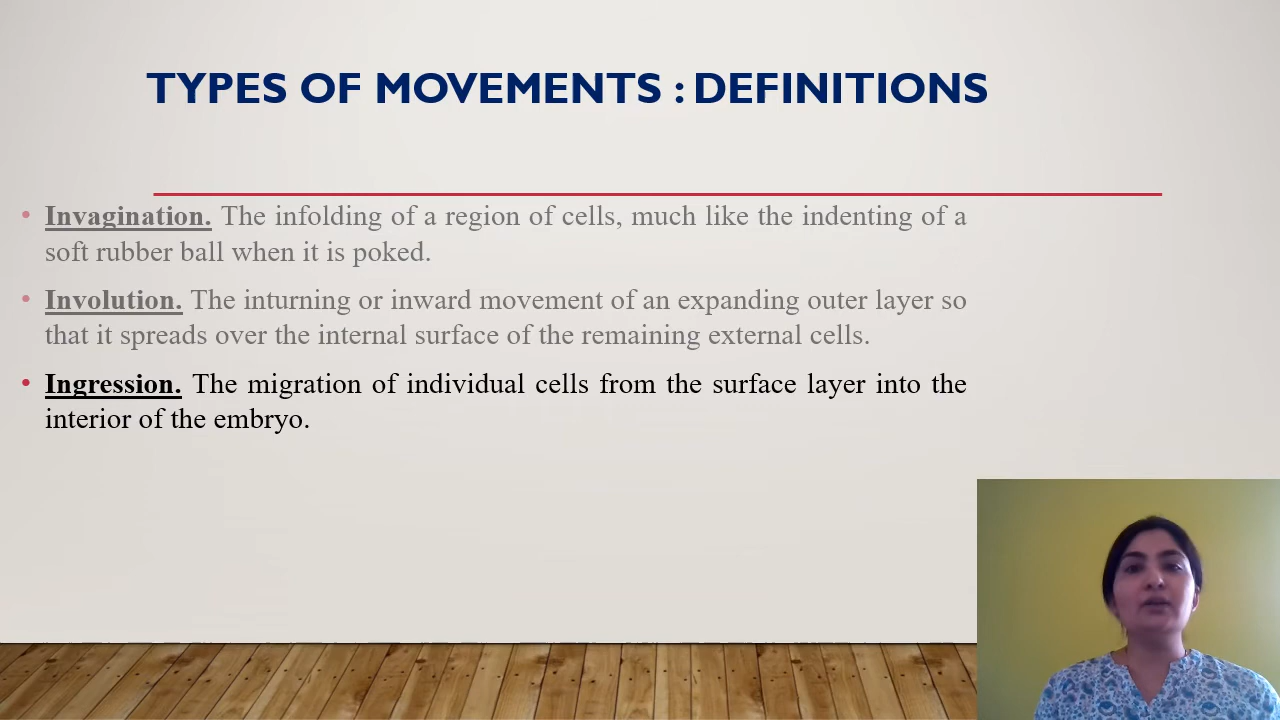 TYPES OF MOVEMENTS : DEFINITIONS
• Invagination. The infolding of a region of cells, much like the indenting of a
soft rubber ball when it is poked.
• Involution. The inturning or inward movement of an expanding outer layer so
that it spreads over the internal surface of the remaining external cells.
• Ingression. The migration of individual cells from the surface layer into the
interior of the embryo.